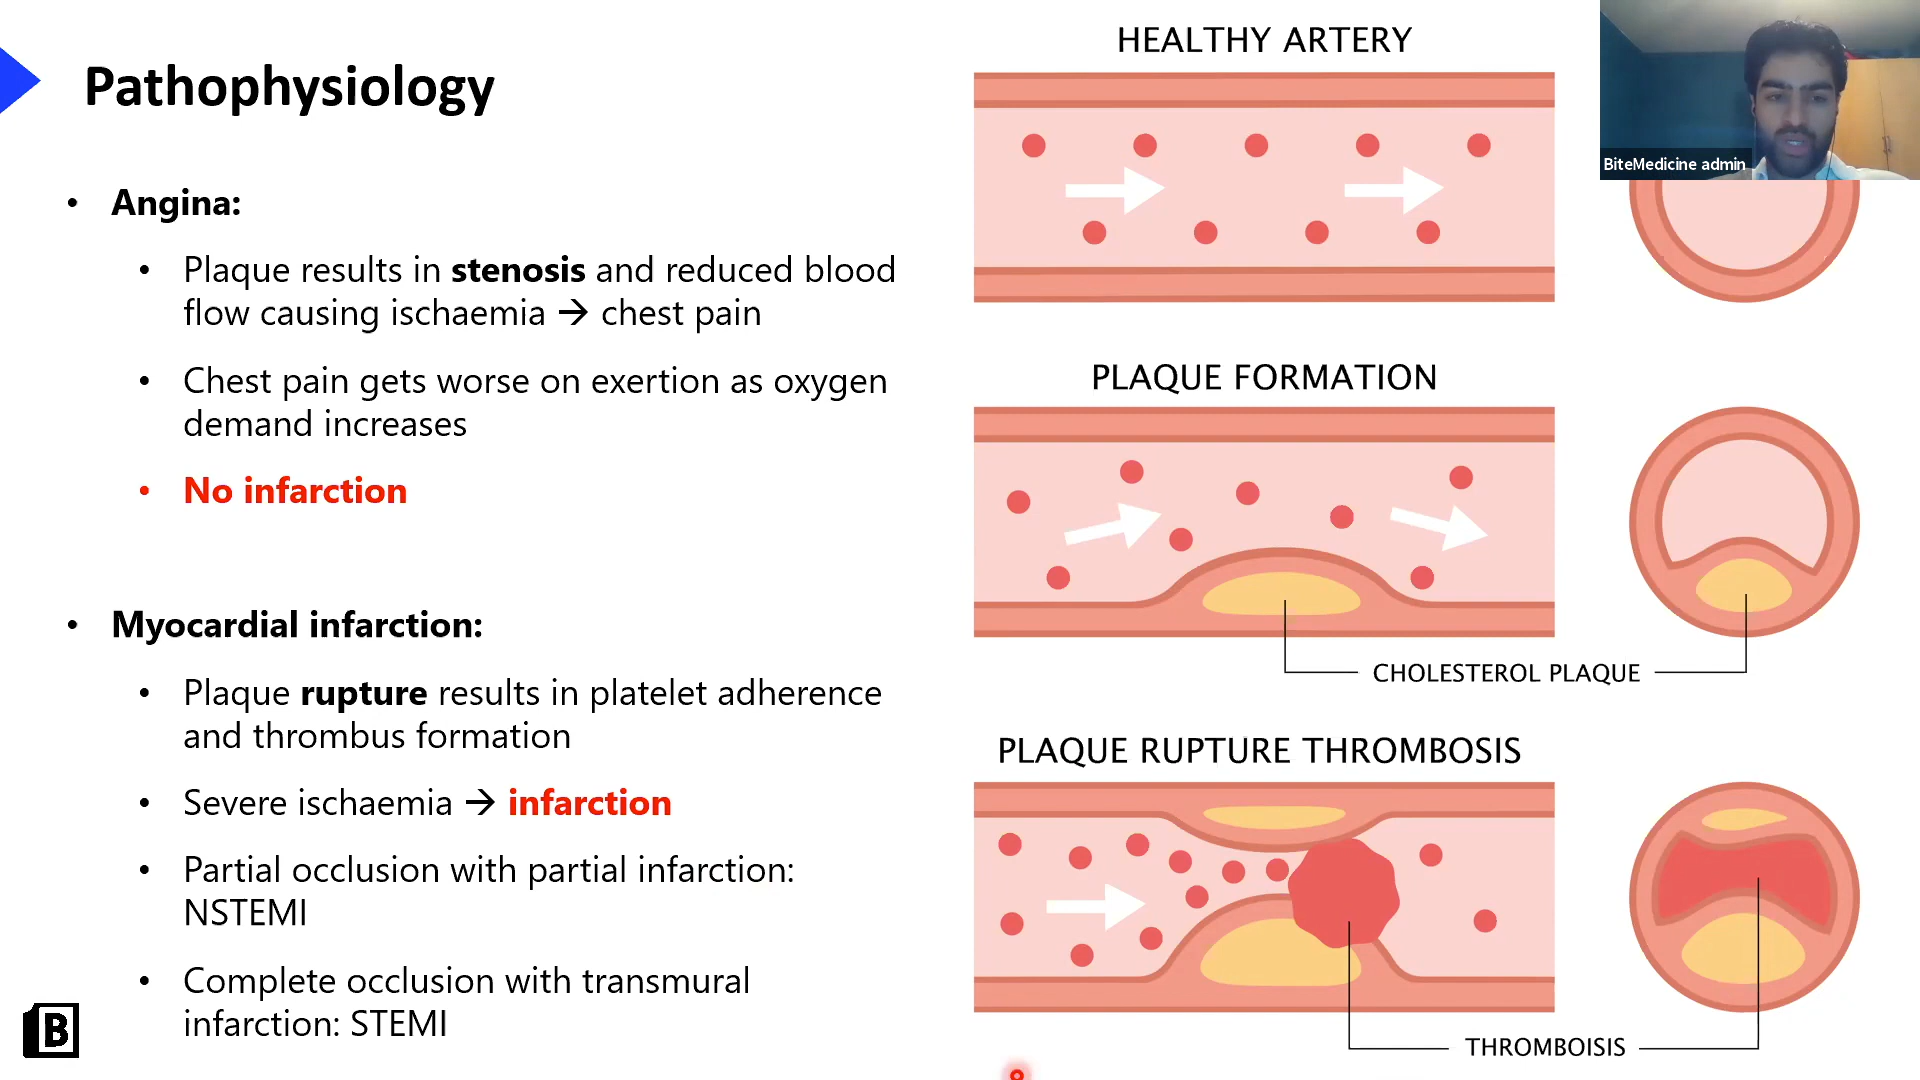 Pathophysiology
• Angina:
• Plaque results in stenosis and reduced blood
flow causing ischaemia → chest pain
• Chest pain gets worse on exertion as oxygen
demand increases
• No infarction
• Myocardial infarction:
• Plaque rupture results in platelet adherence
and thrombus formation
• Severe ischaemia → infarction
• Partial occlusion with partial infarction:
NSTEMI
• Complete occlusion with transmural
infarction: STEMI
B
HEALTHY ARTERY
PLAQUE FORMATION
CHOLESTEROL PLAQUE
PLAQUE RUPTURE THROMBOSIS
THROMBOISIS
BiteMedicine admin